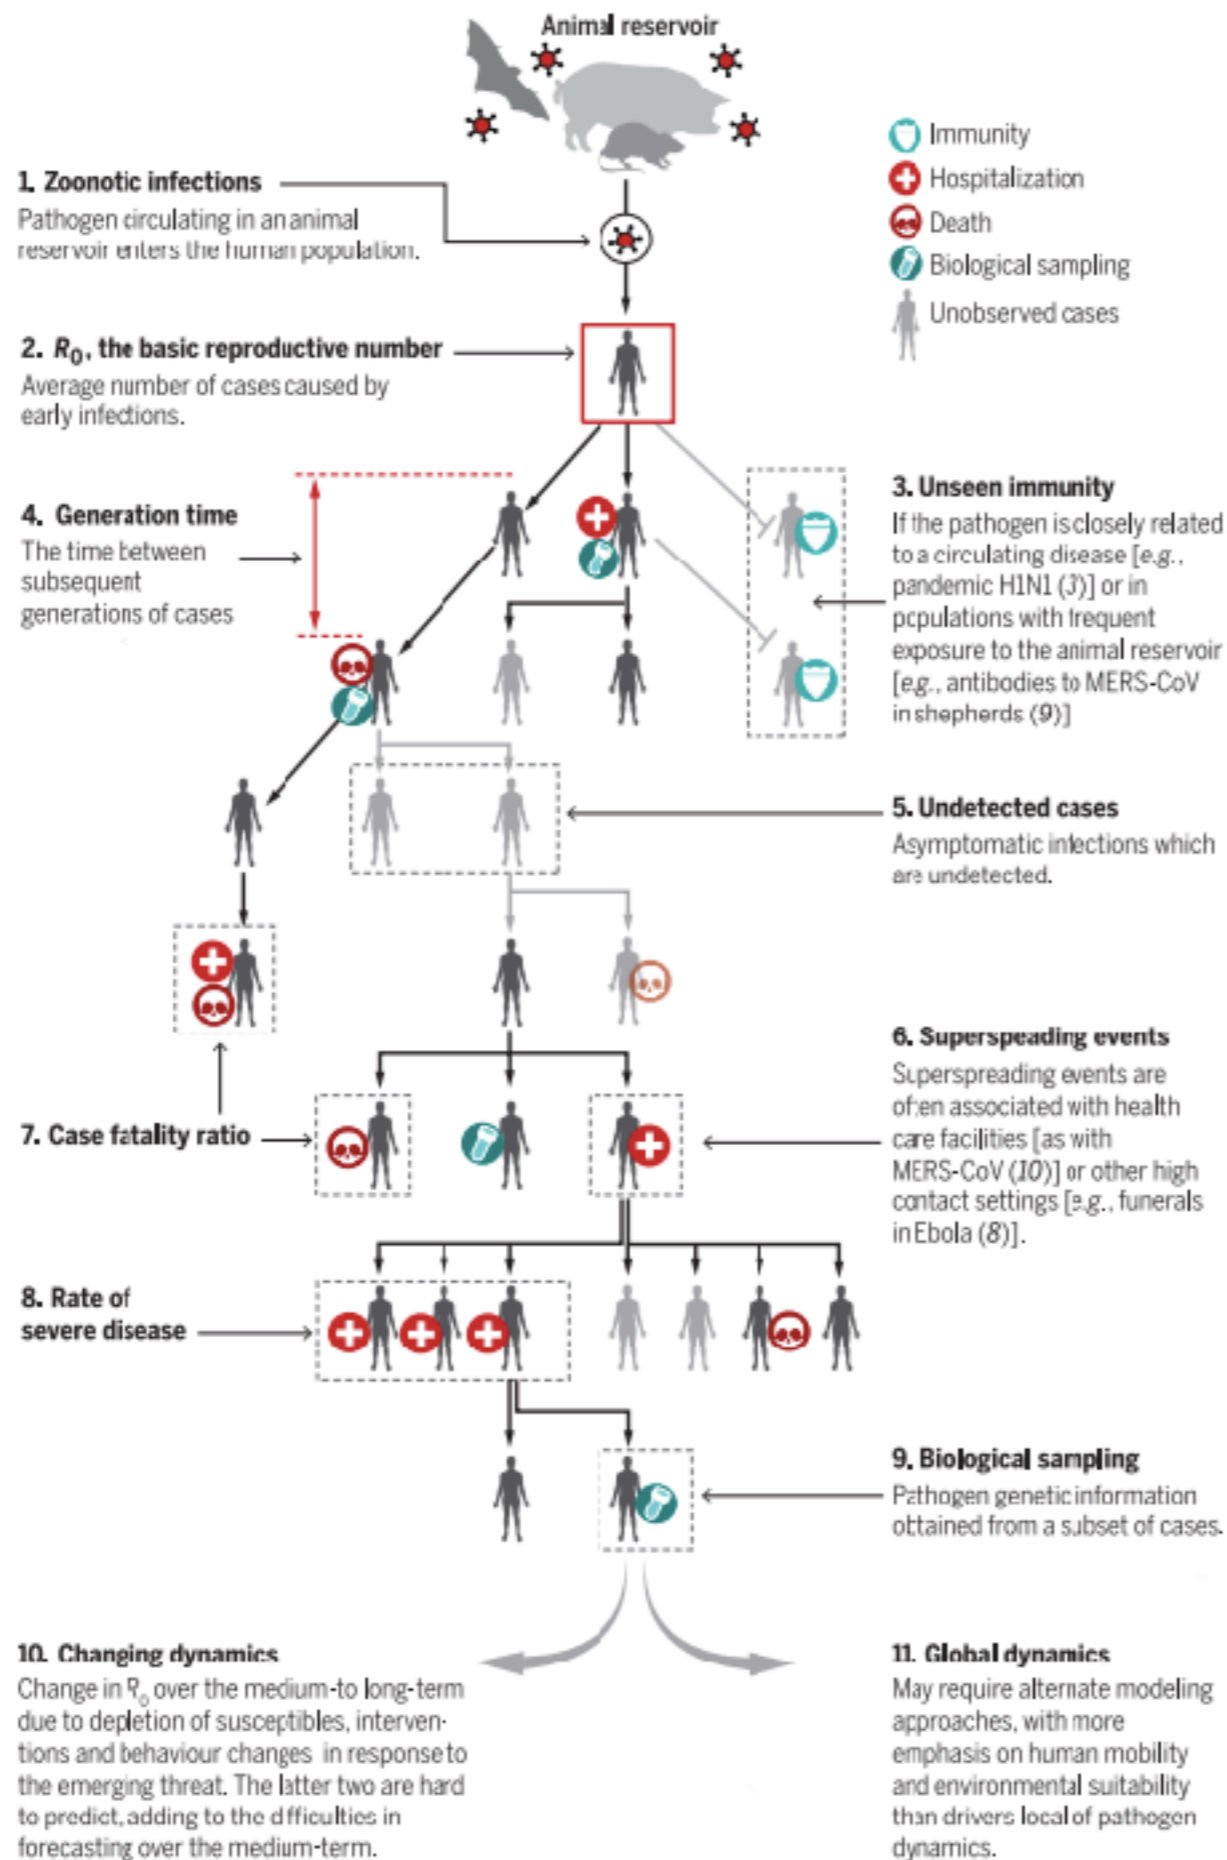 Animal reservoir
Immunity
Hospitalization
Death
Biological sampling
Unobserved cases
1. Zoonotic infections
Pathogen circulating in an animal
reservoir enters the human population.
2. R0, the basic reproductive number
Average number of cases caused by
early infections.
3. Unseen immunity
If the pathogen is closely related
to a circulating disease [e.g.,
pandemic H1N1 (3)] or in
populations with frequent
exposure to the animal reservoir
[e.g., antibodies to MERS-CoV
in shepherds (9)]
4. Generation time
The time between
subsequent
generations of cases
5. Undetected cases
Asymptomatic infections which
are undetected.
6. Superspeading events
Superspreading events are
often associated with health
care facilities [as with
MERS-CoV (10)] or other high
contact settings [e.g., funerals
in Ebola (8)].
7. Case fatality ratio
8. Rate of
severe disease
9. Biological sampling
Pathogen genetic information
obtained from a subset of cases.
10. Changing dynamics
Change in R0 over the medium-to long-term
due to depletion of susceptibles, interven-
tions and behaviour changes in response to
the emerging threat. The latter two are hard
to predict, adding to the difficulties in
forecasting over the medium-term.
11. Global dynamics
May require alternate modeling
approaches, with more
emphasis on human mobility
and environmental suitability
than drivers local of pathogen
dynamics.